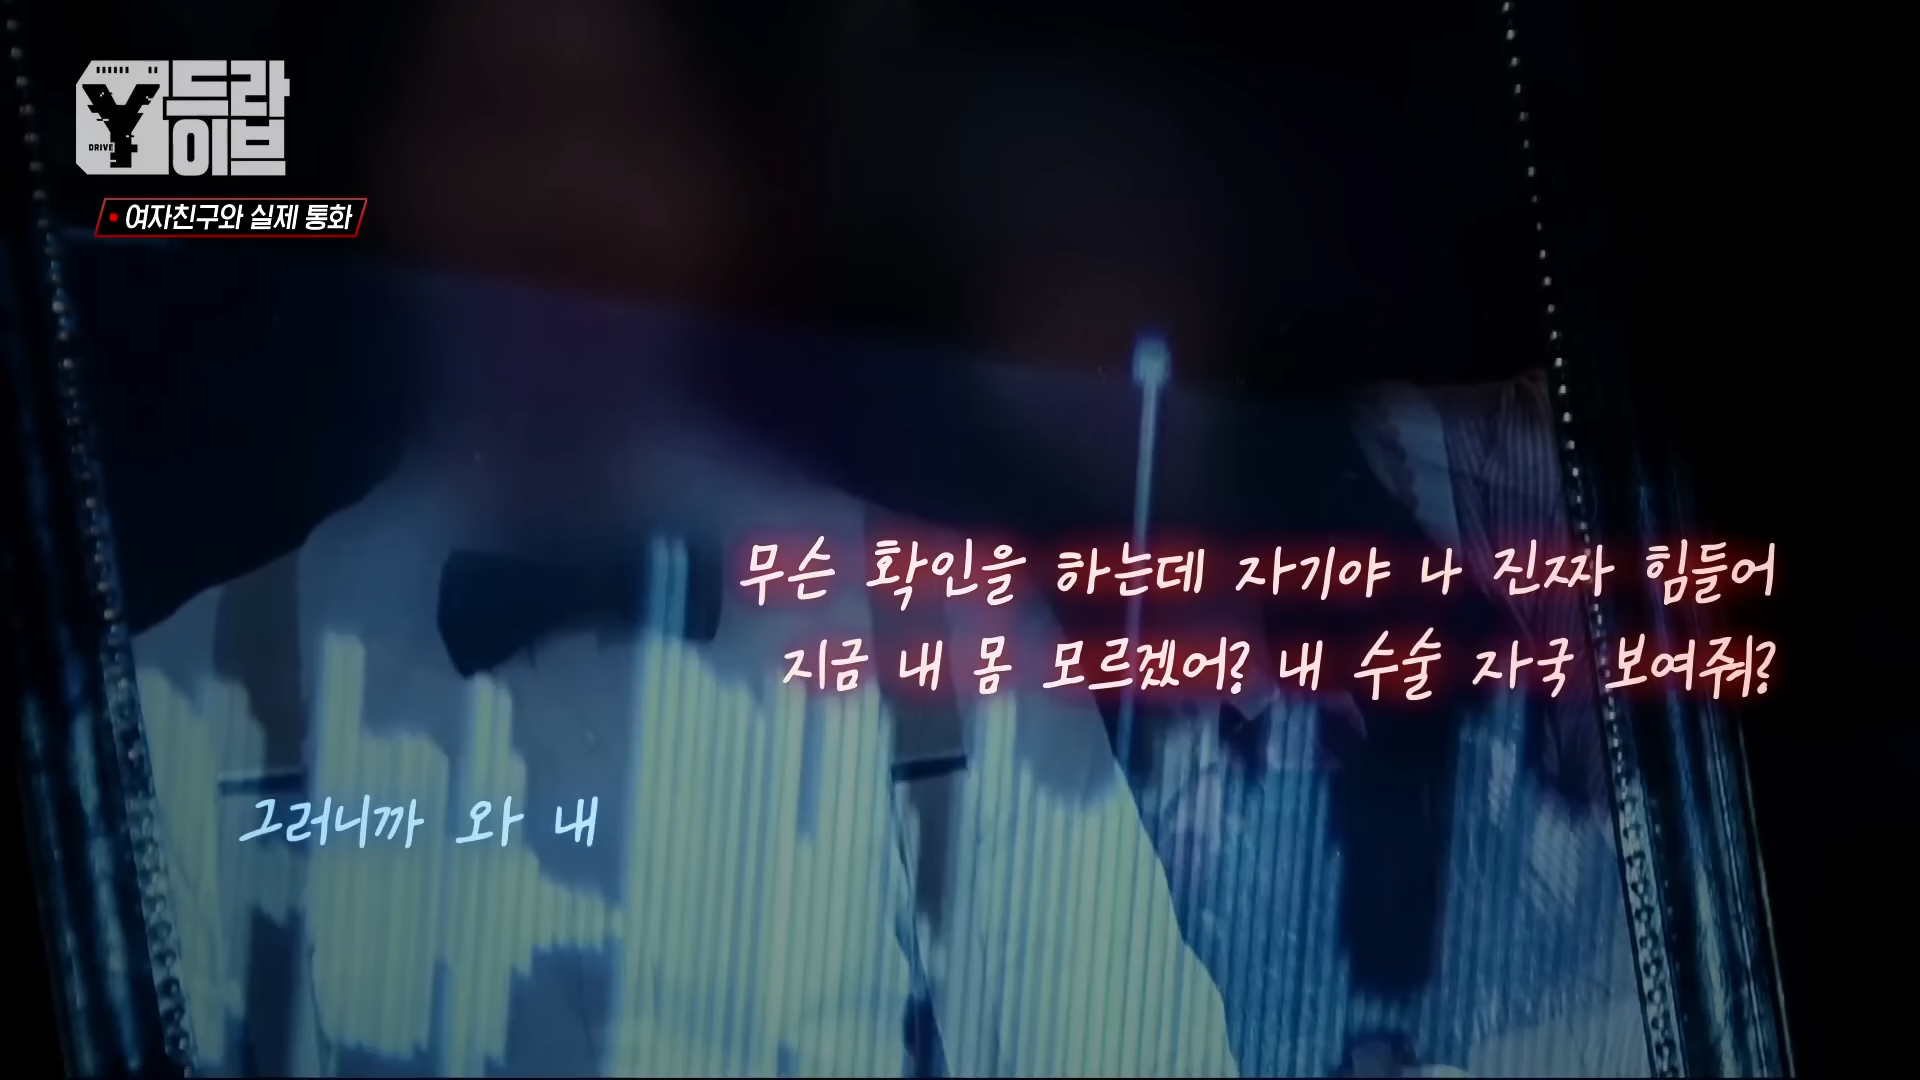 Y
DRIVE
드라
이브
여자친구와 실제 통화
무슨 확인을 하는데 자기야 나 진짜 힘들어
지금 내 몸 모르겠어? 내 수술 자국 보여줘?
그러니까 와 내